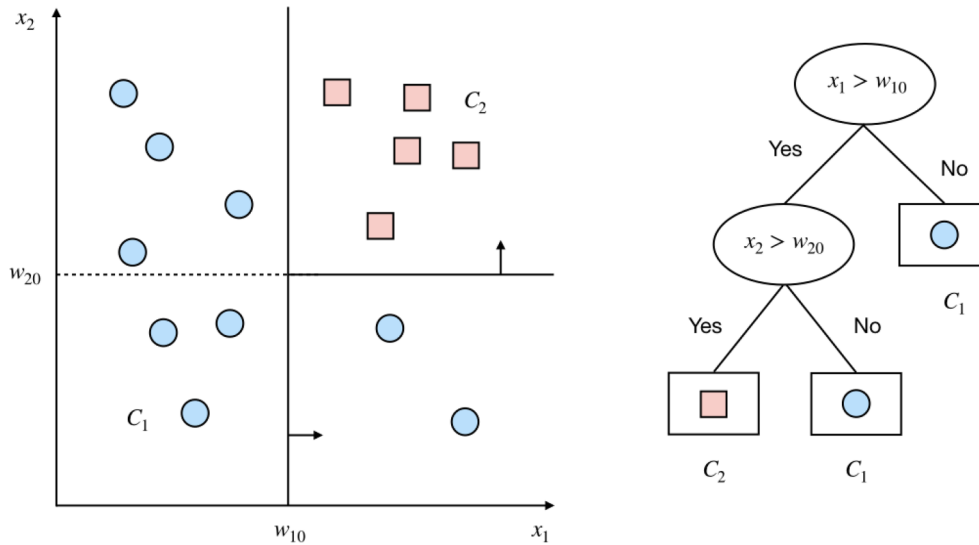 x₂
C₂
w₂₀
C₁
w₁₀
x₁
x₁ > w₁₀
Yes
No
x₂ > w₂₀
C₁
Yes
No
C₂
C₁